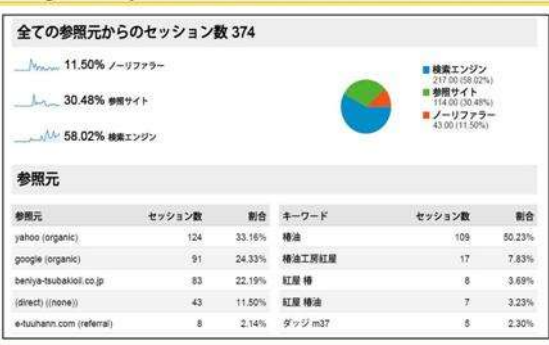 全ての参照元からのセッション数 374
11.50% ノーリファラー
30.48% 参照サイト
58.02% 検索エンジン
検索エンジン
217.00 (58.02%)
参照サイト
114.00 (30.48%)
ノーリファラー
43.00 (11.50%)
参照元
参照元 セッション数 割合 キーワード セッション数 割合
yahoo (organic) 124 33.16% 椿油 109 50.23%
google (organic) 91 24.33% 椿油工房紅屋 17 7.83%
beniya-tsubakioil.co.jp 83 22.19% 紅屋 椿 8 3.69%
(direct) ((none)) 43 11.50% 紅屋 椿油 7 3.23%
e-tuuhann.com (referral) 8 2.14% ダッジ m37 5 2.30%